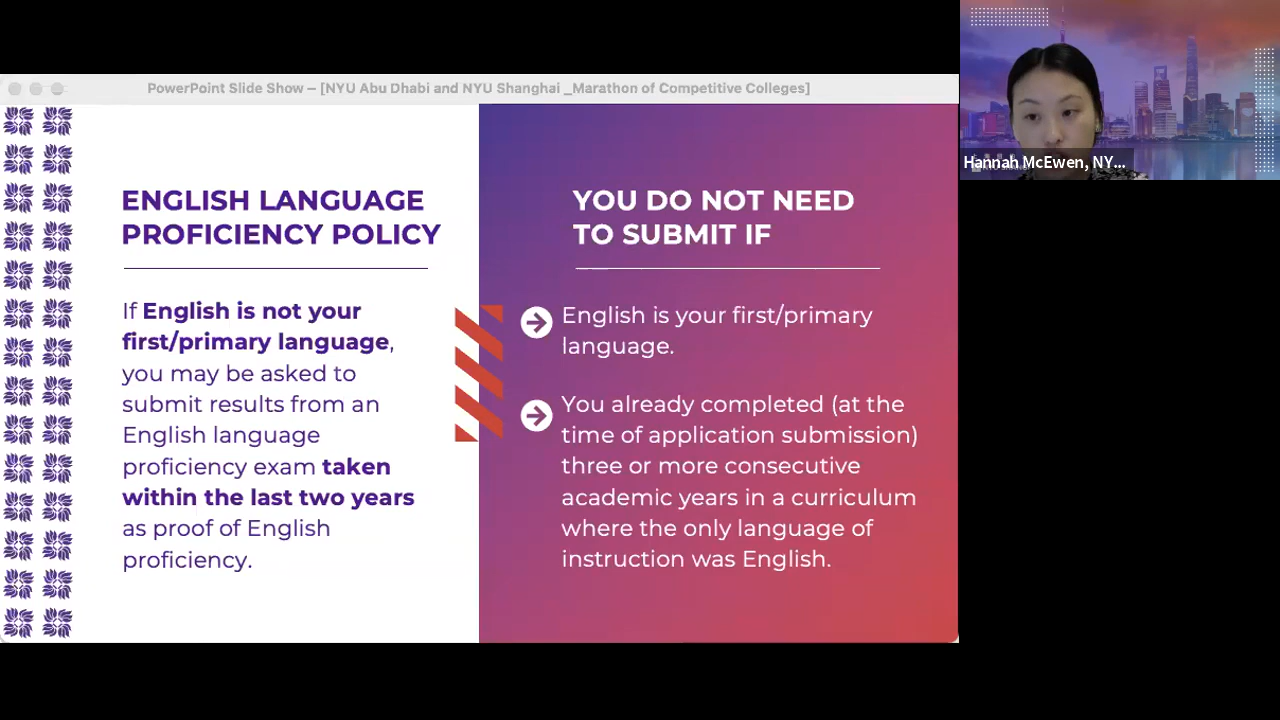 PowerPoint Slide Show – [NYU Abu Dhabi and NYU Shanghai _Marathon of Competitive Colleges]
ENGLISH LANGUAGE
PROFICIENCY POLICY
If English is not your
first/primary language,
you may be asked to
submit results from an
English language
proficiency exam taken
within the last two years
as proof of English
proficiency.
YOU DO NOT NEED
TO SUBMIT IF
English is your first/primary
language.
You already completed (at the
time of application submission)
three or more consecutive
academic years in a curriculum
where the only language of
instruction was English.
Hannah McEwen, NY...